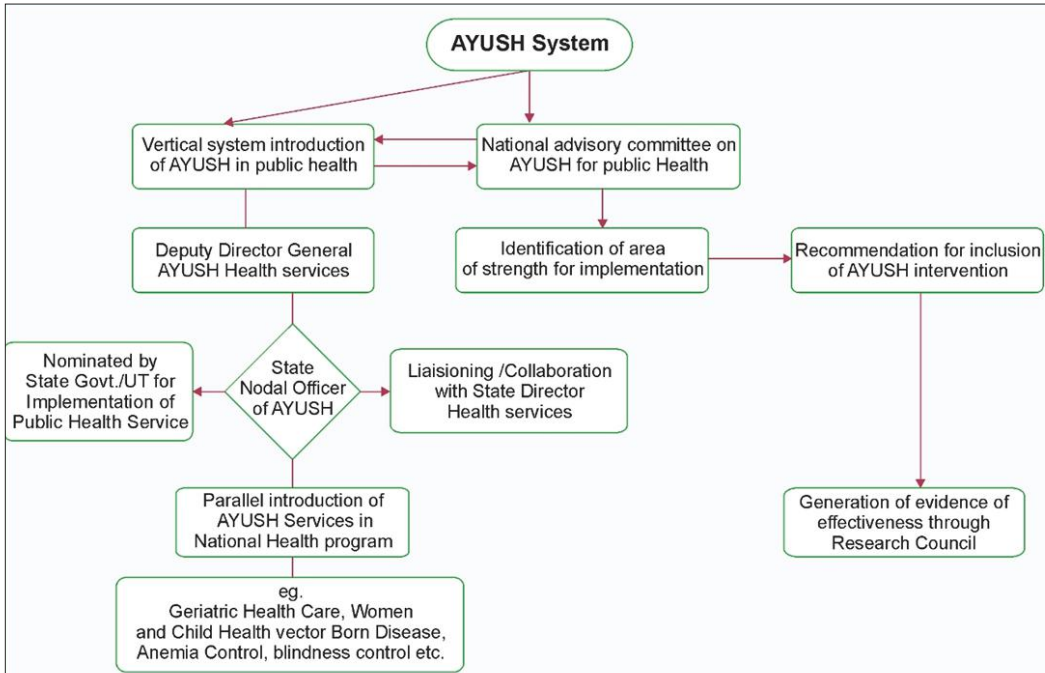 AYUSH System
Vertical system introduction
of AYUSH in public health
National advisory committee on
AYUSH for public Health
Deputy Director General
AYUSH Health services
Identification of area
of strength for implementation
Recommendation for inclusion
of AYUSH intervention
Nominated by
State Govt./UT for
Implementation of
Public Health Service
State
Nodal Officer
of AYUSH
Liaisioning /Collaboration
with State Director
Health services
Parallel introduction of
AYUSH Services in
National Health program
Generation of evidence of
effectiveness through
Research Council
eg.
Geriatric Health Care, Women
and Child Health vector Born Disease,
Anemia Control, blindness control etc.